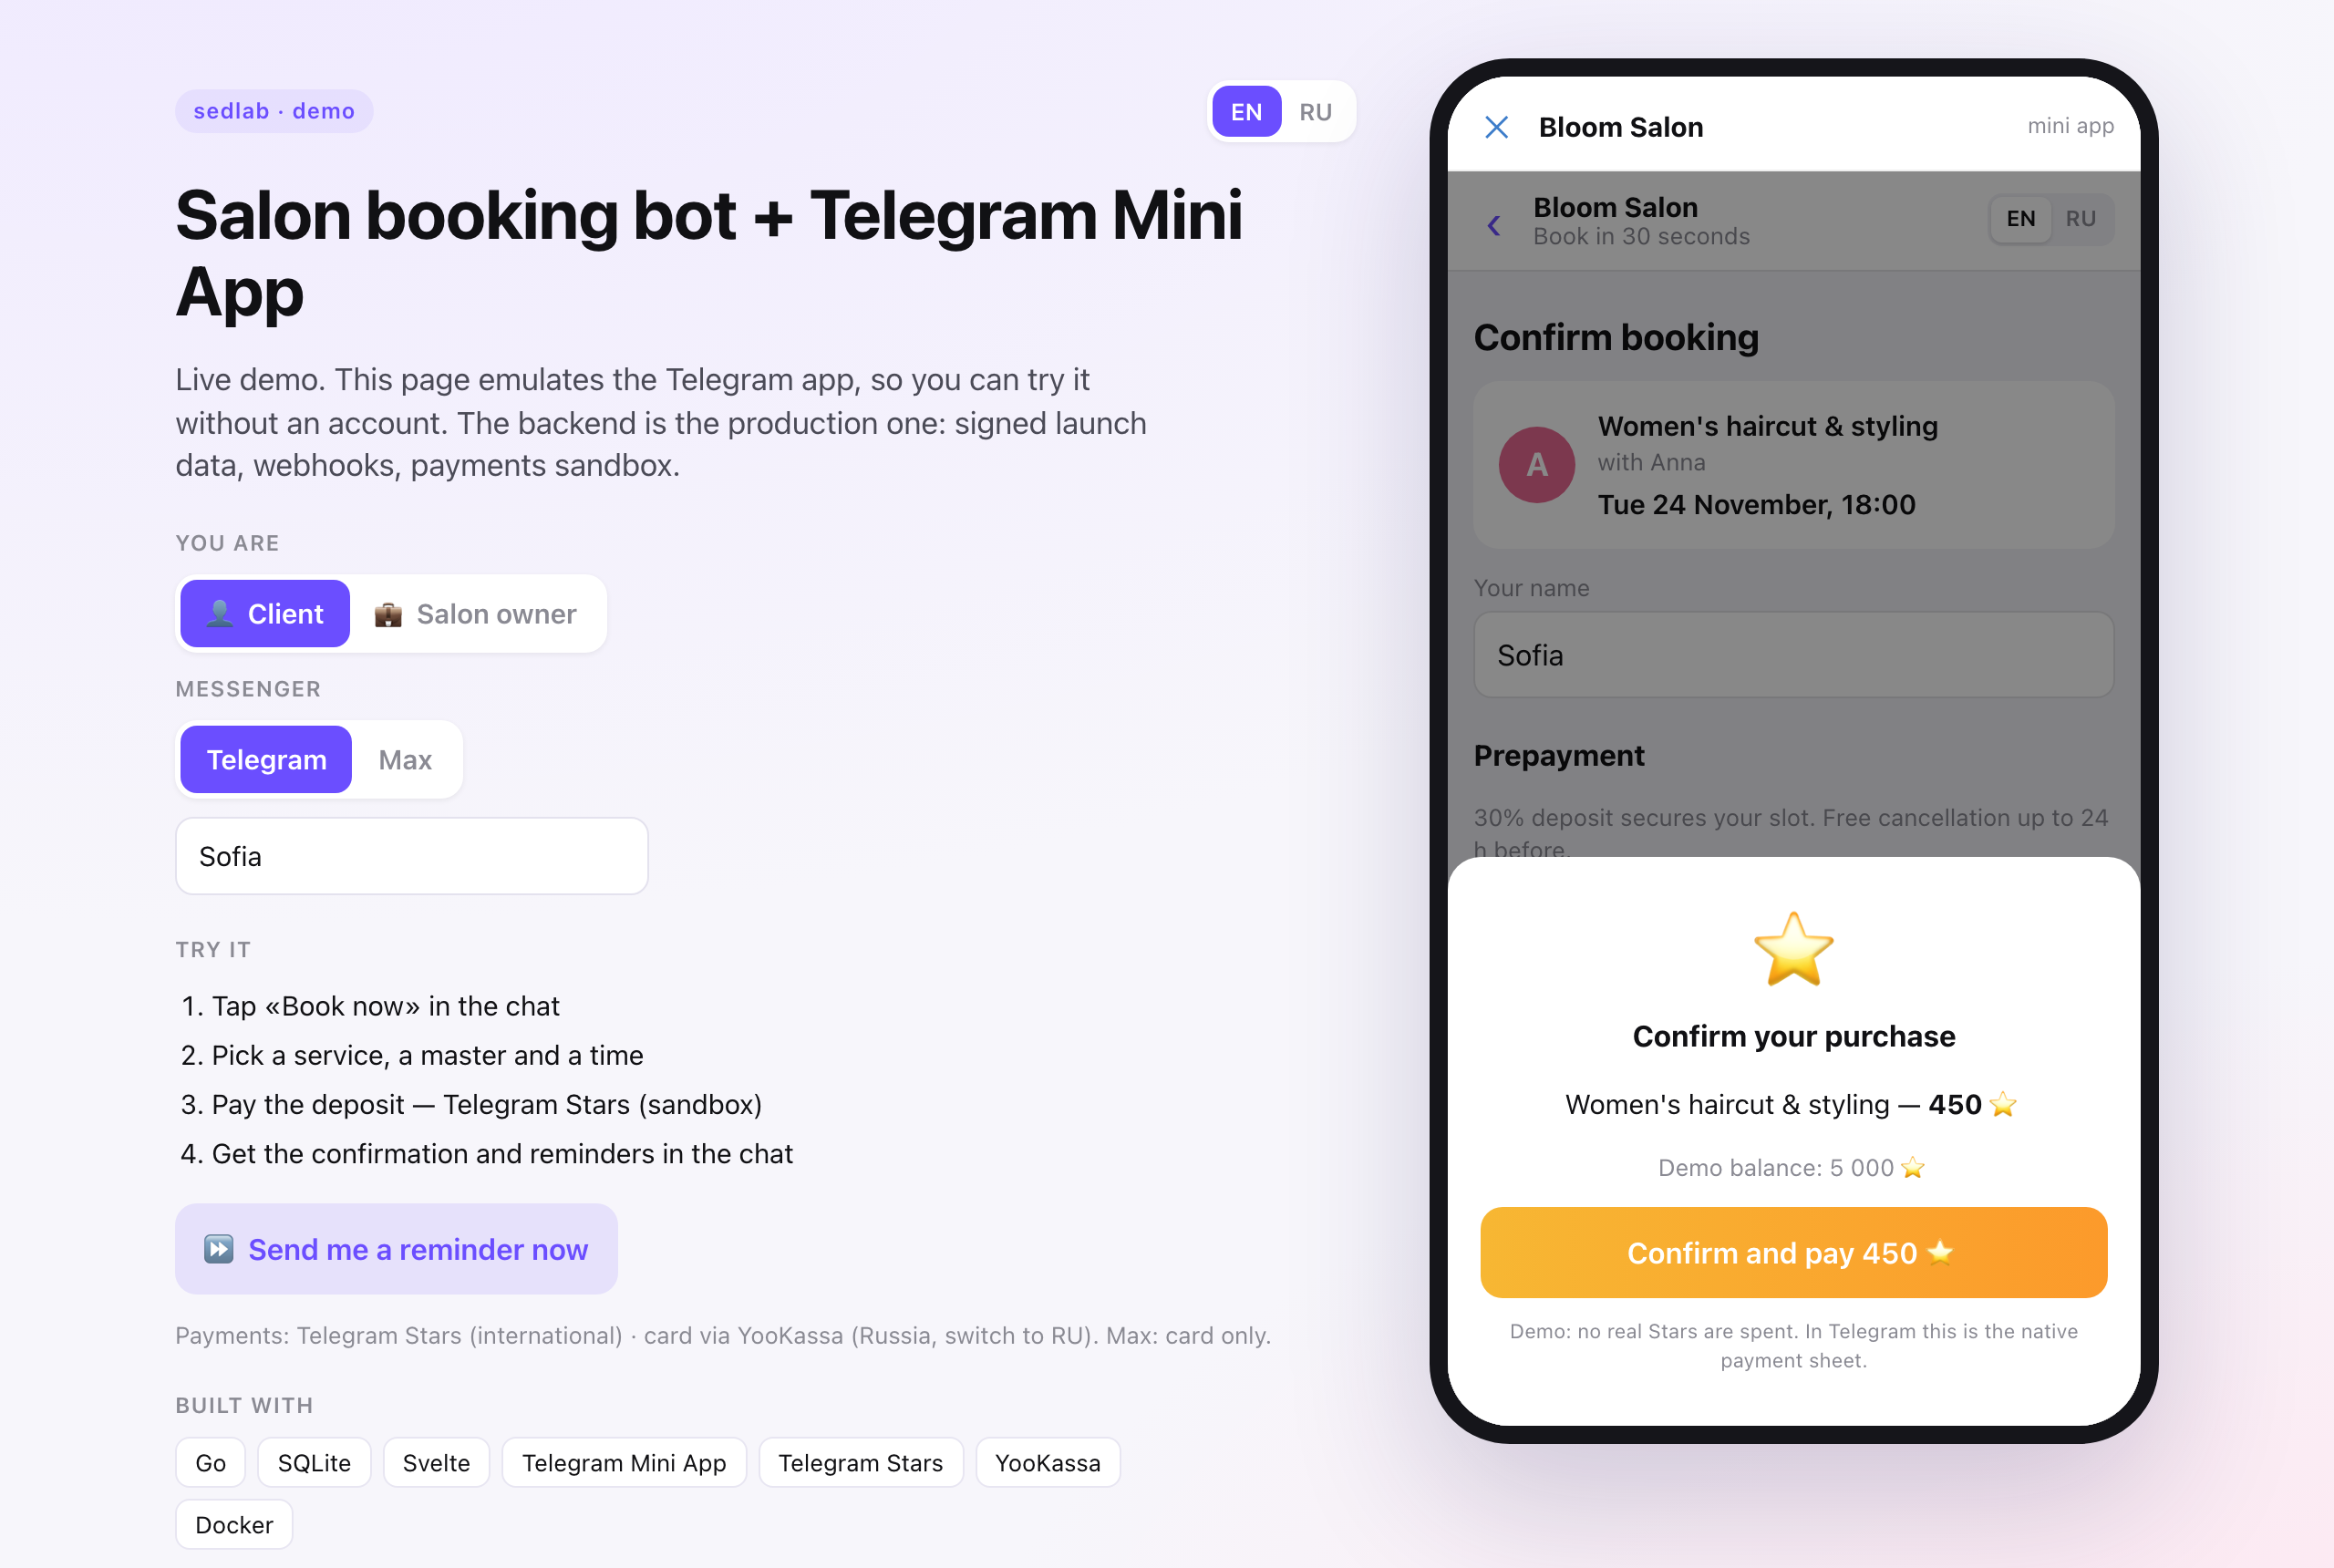 sedlab · demo
EN RU
Salon booking bot + Telegram Mini
App
Live demo. This page emulates the Telegram app, so you can try it
without an account. The backend is the production one: signed launch
data, webhooks, payments sandbox.
YOU ARE
Client Salon owner
MESSENGER
Telegram Max
Sofia
TRY IT
1. Tap «Book now» in the chat
2. Pick a service, a master and a time
3. Pay the deposit — Telegram Stars (sandbox)
4. Get the confirmation and reminders in the chat
Send me a reminder now
Payments: Telegram Stars (international) · card via YooKassa (Russia, switch to RU). Max: card only.
BUILT WITH
Go SQLite Svelte Telegram Mini App Telegram Stars YooKassa
Docker
Bloom Salon mini app
Bloom Salon
Book in 30 seconds
EN RU
Confirm booking
A
Women's haircut & styling
with Anna
Tue 24 November, 18:00
Your name
Sofia
Prepayment
30% deposit secures your slot. Free cancellation up to 24
h before.
Confirm your purchase
Women's haircut & styling — 450 ⭐
Demo balance: 5 000 ⭐
Confirm and pay 450 ⭐
Demo: no real Stars are spent. In Telegram this is the native
payment sheet.